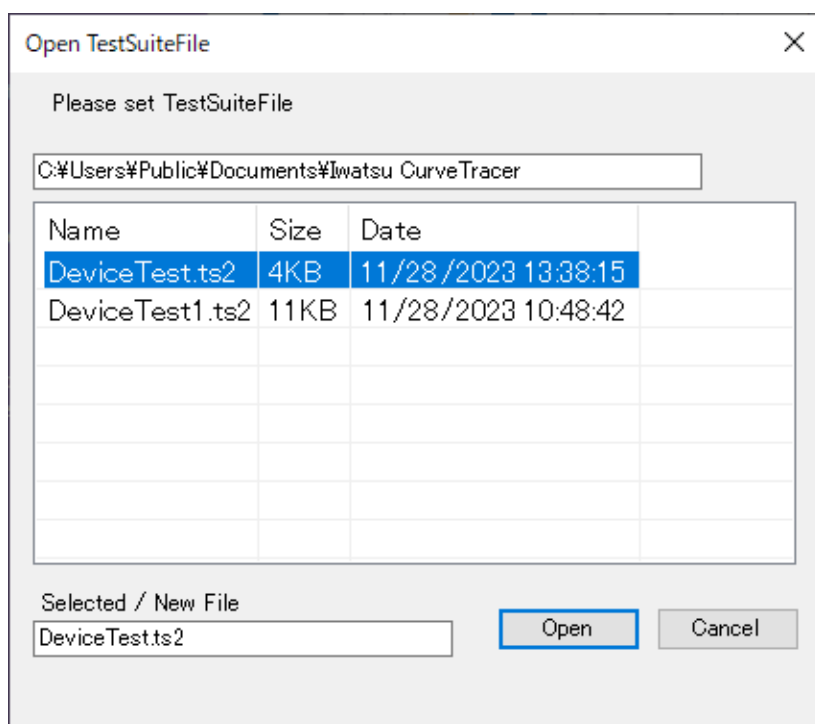 Open TestSuiteFile
Please set TestSuiteFile
C:¥Users¥Public¥Documents¥Iwatsu CurveTracer
Name Size Date
DeviceTest.ts2 4KB 11/28/2023 13:38:15
DeviceTest1.ts2 11KB 11/28/2023 10:48:42
Selected / New File
DeviceTest.ts2
Open Cancel